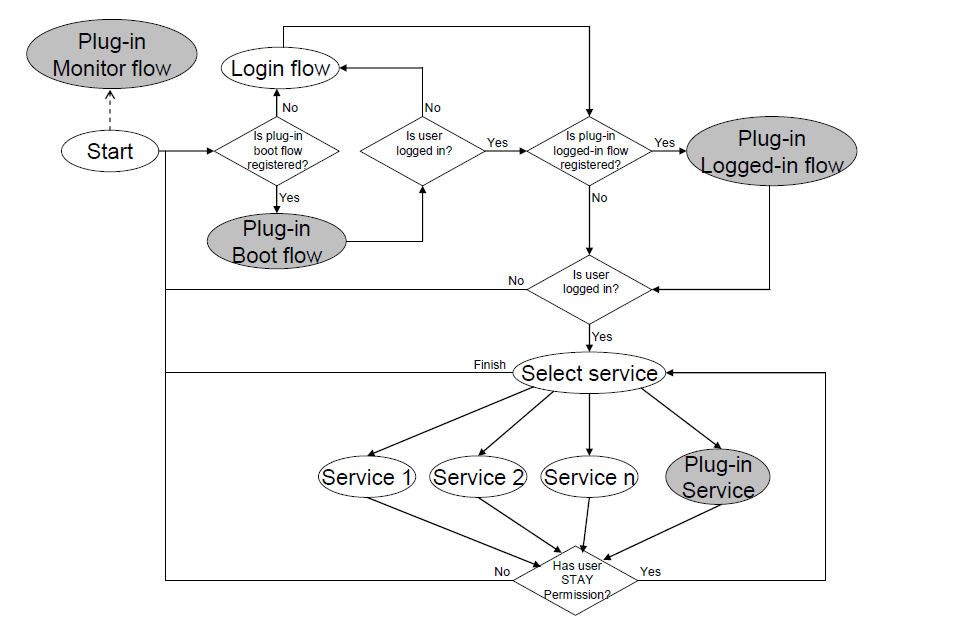 Plug-in
Monitor flow
Login flow
No
No
Start
Is plug-in
boot flow
registered?
Is user
logged in?
Yes
Is plug-in
logged-in flow
registered?
Yes
Plug-in
Logged-in flow
Yes
No
Plug-in
Boot flow
No
Is user
logged in?
Yes
Finish
Select service
Service 1
Service 2
Service n
Plug-in
Service
No
Has user
STAY
Permission?
Yes